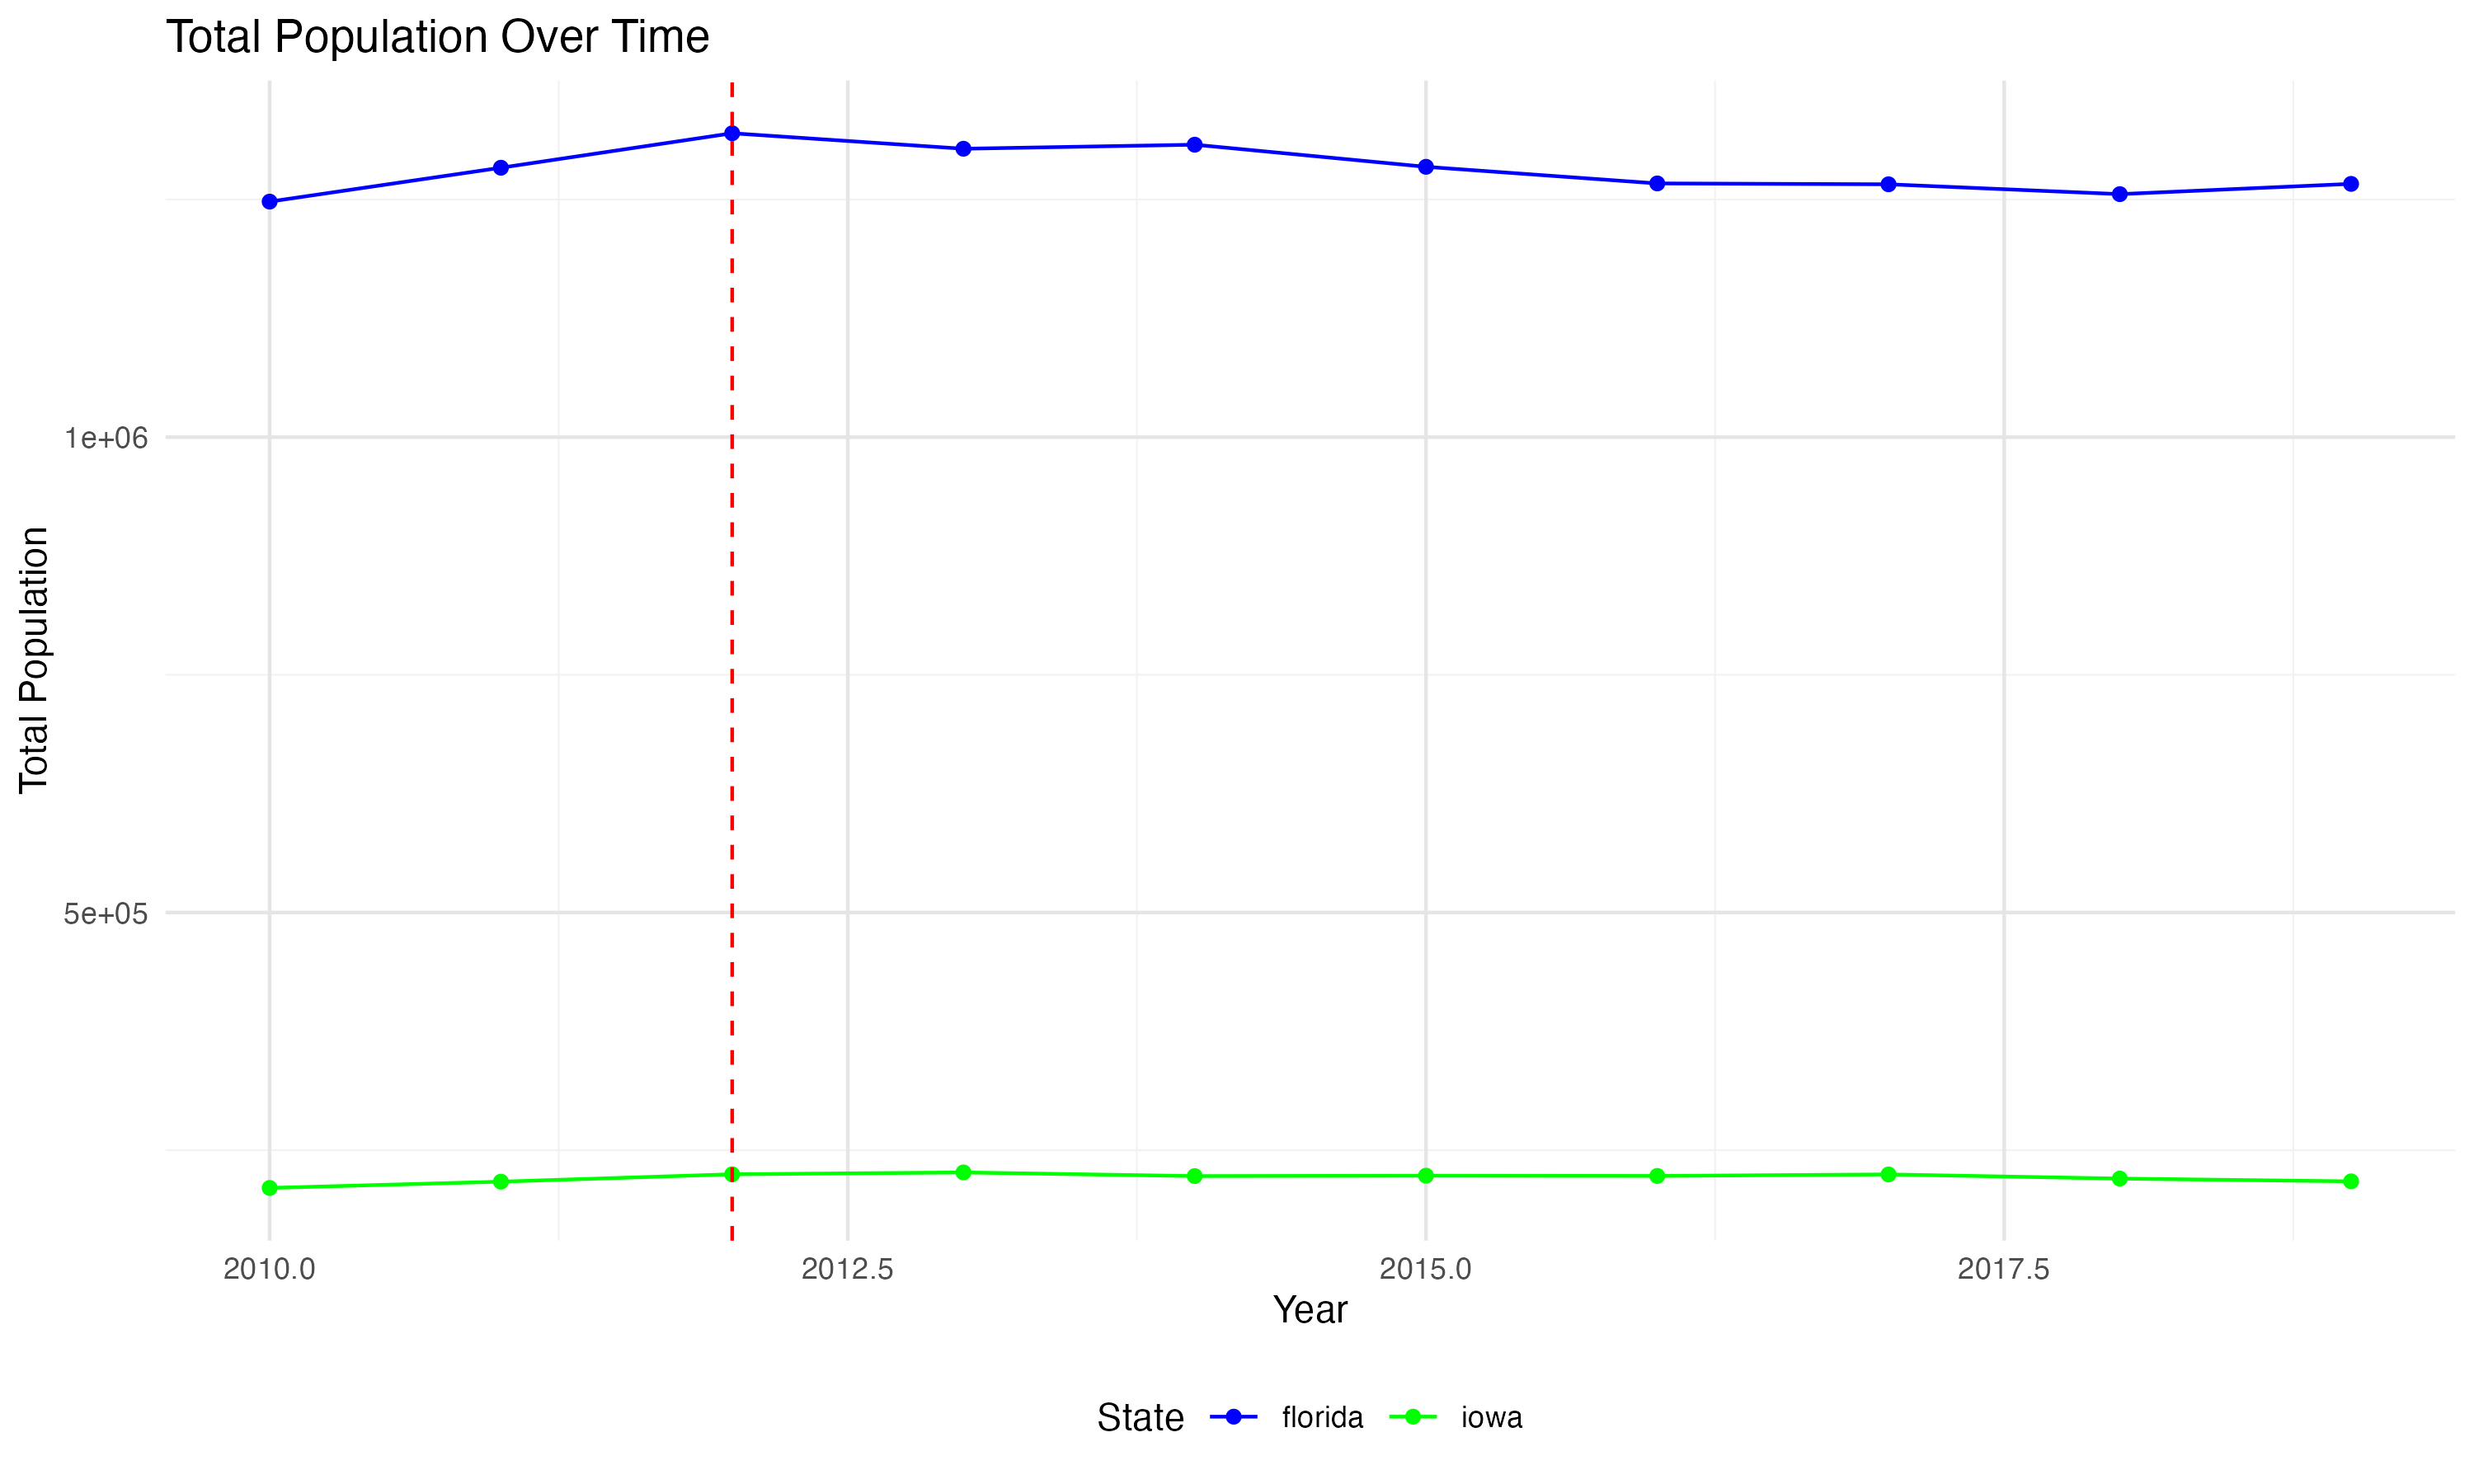 Total Population Over Time
Total Population
1e+06
5e+05
2010.0 2012.5 2015.0 2017.5
Year
State florida iowa